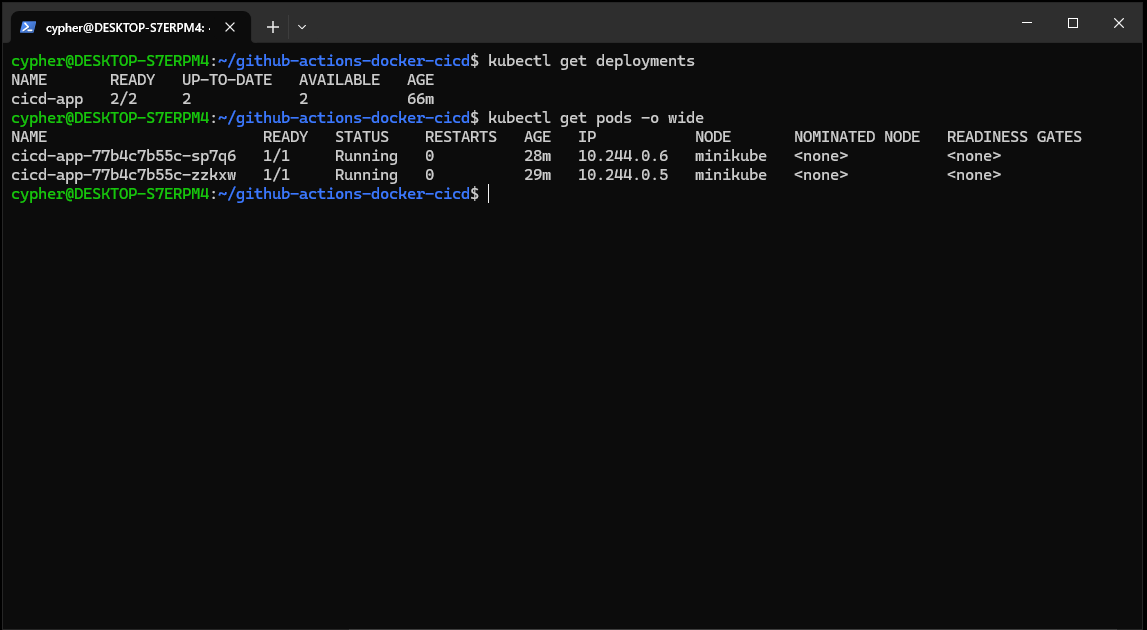 cypher@DESKTOP-S7ERPM4: ·
cypher@DESKTOP-S7ERPM4:~/github-actions-docker-cicd$ kubectl get deployments
NAME       READY   UP-TO-DATE   AVAILABLE   AGE
cicd-app   2/2     2            2           66m
cypher@DESKTOP-S7ERPM4:~/github-actions-docker-cicd$ kubectl get pods -o wide
NAME                        READY   STATUS    RESTARTS   AGE   IP           NODE       NOMINATED NODE   READINESS GATES
cicd-app-77b4c7b55c-sp7q6   1/1     Running   0          28m   10.244.0.6   minikube   <none>           <none>
cicd-app-77b4c7b55c-zzkxw   1/1     Running   0          29m   10.244.0.5   minikube   <none>           <none>
cypher@DESKTOP-S7ERPM4:~/github-actions-docker-cicd$